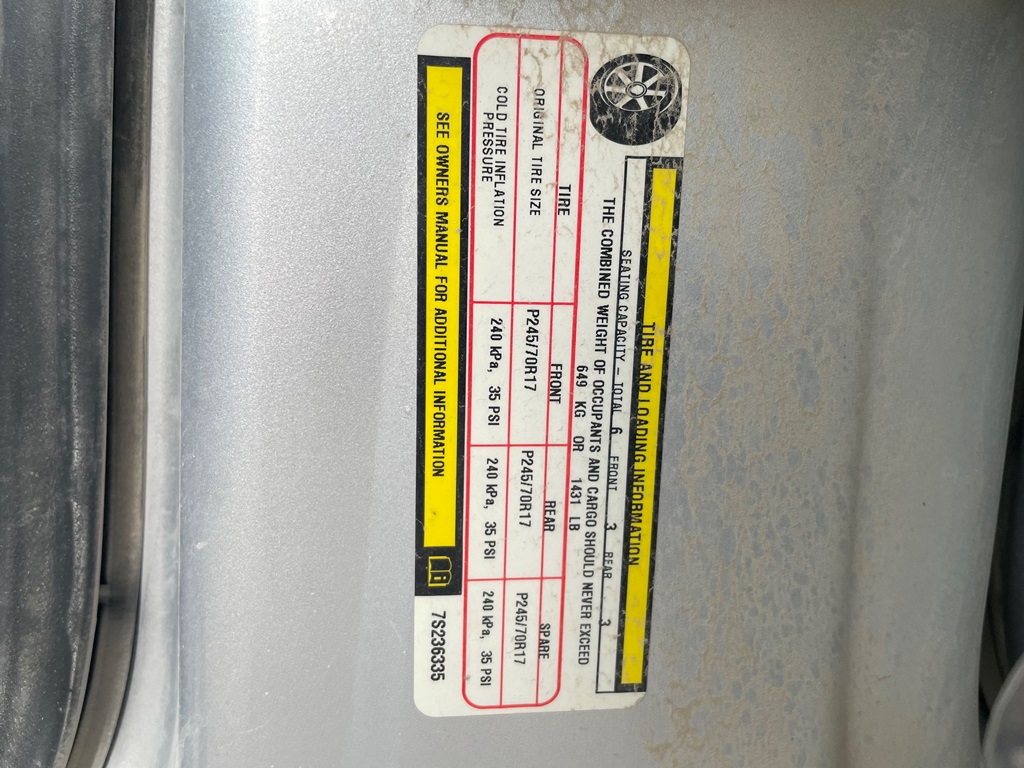 TIRE AND LOADING INFORMATION
SEATING CAPACITY – TOTAL 6 FRONT 3 REAR 3
THE COMBINED WEIGHT OF OCCUPANTS AND CARGO SHOULD NEVER EXCEED
649 KG OR 1431 LB
TIRE FRONT REAR SPARE
ORIGINAL TIRE SIZE P245/70R17 P245/70R17 P245/70R17
COLD TIRE INFLATION PRESSURE 240 kPa, 35 PSI 240 kPa, 35 PSI 240 kPa, 35 PSI
SEE OWNERS MANUAL FOR ADDITIONAL INFORMATION 7S236335